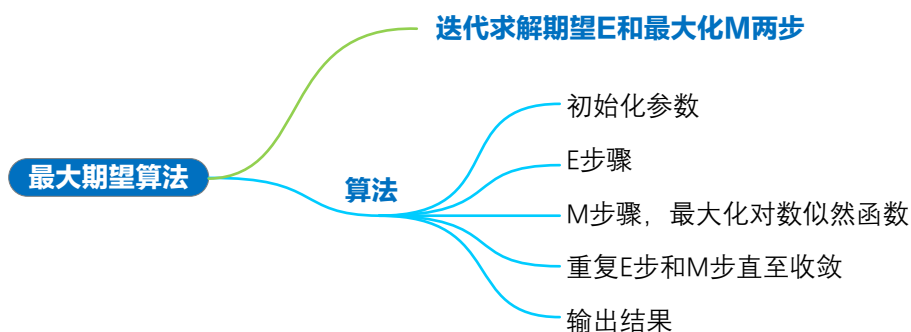 迭代求解期望E和最大化M两步
初始化参数
E步骤
最大期望算法
算法
M步骤，最大化对数似然函数
重复E步和M步直至收敛
输出结果